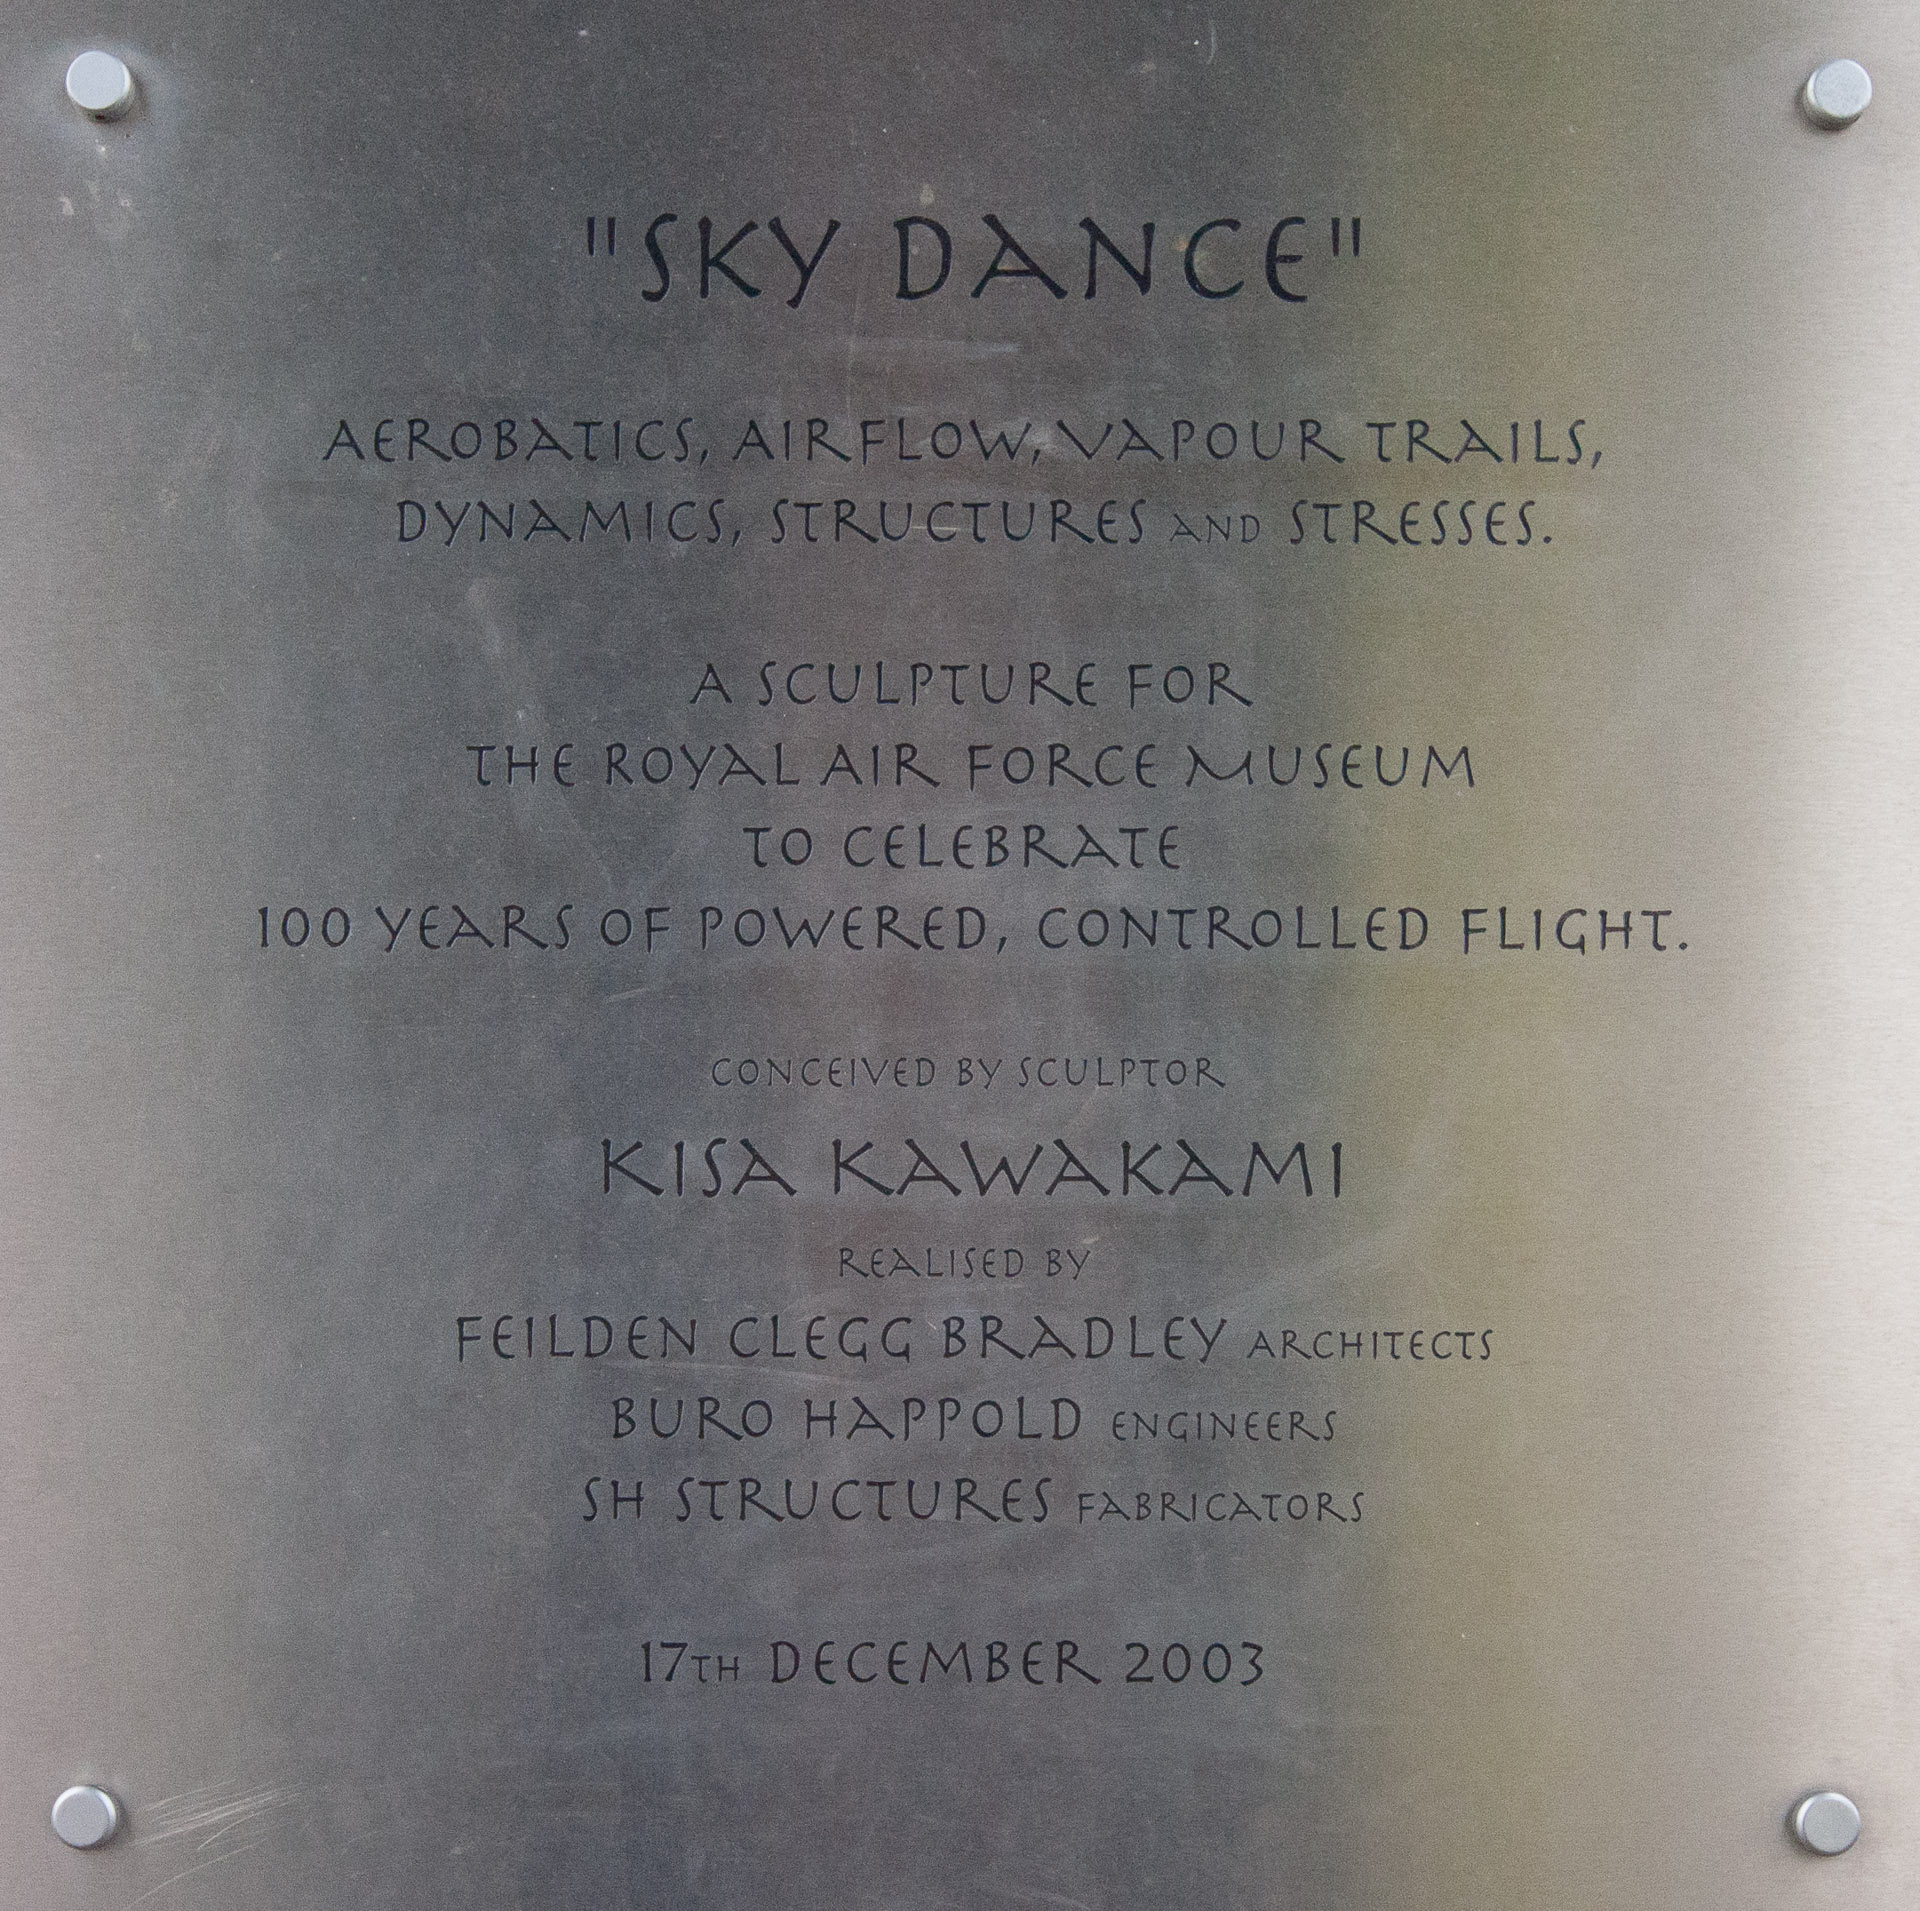 "SKY DANCE"
AEROBATICS, AIRFLOW, VAPOUR TRAILS,
DYNAMICS, STRUCTURES AND STRESSES.
A SCULPTURE FOR
THE ROYAL AIR FORCE MUSEUM
TO CELEBRATE
100 YEARS OF POWERED, CONTROLLED FLIGHT.
CONCEIVED BY SCULPTOR
KISA KAWAKAMI
REALISED BY
FEILDEN CLEGG BRADLEY ARCHITECTS
BURO HAPPOLD ENGINEERS
SH STRUCTURES FABRICATORS
17TH DECEMBER 2003